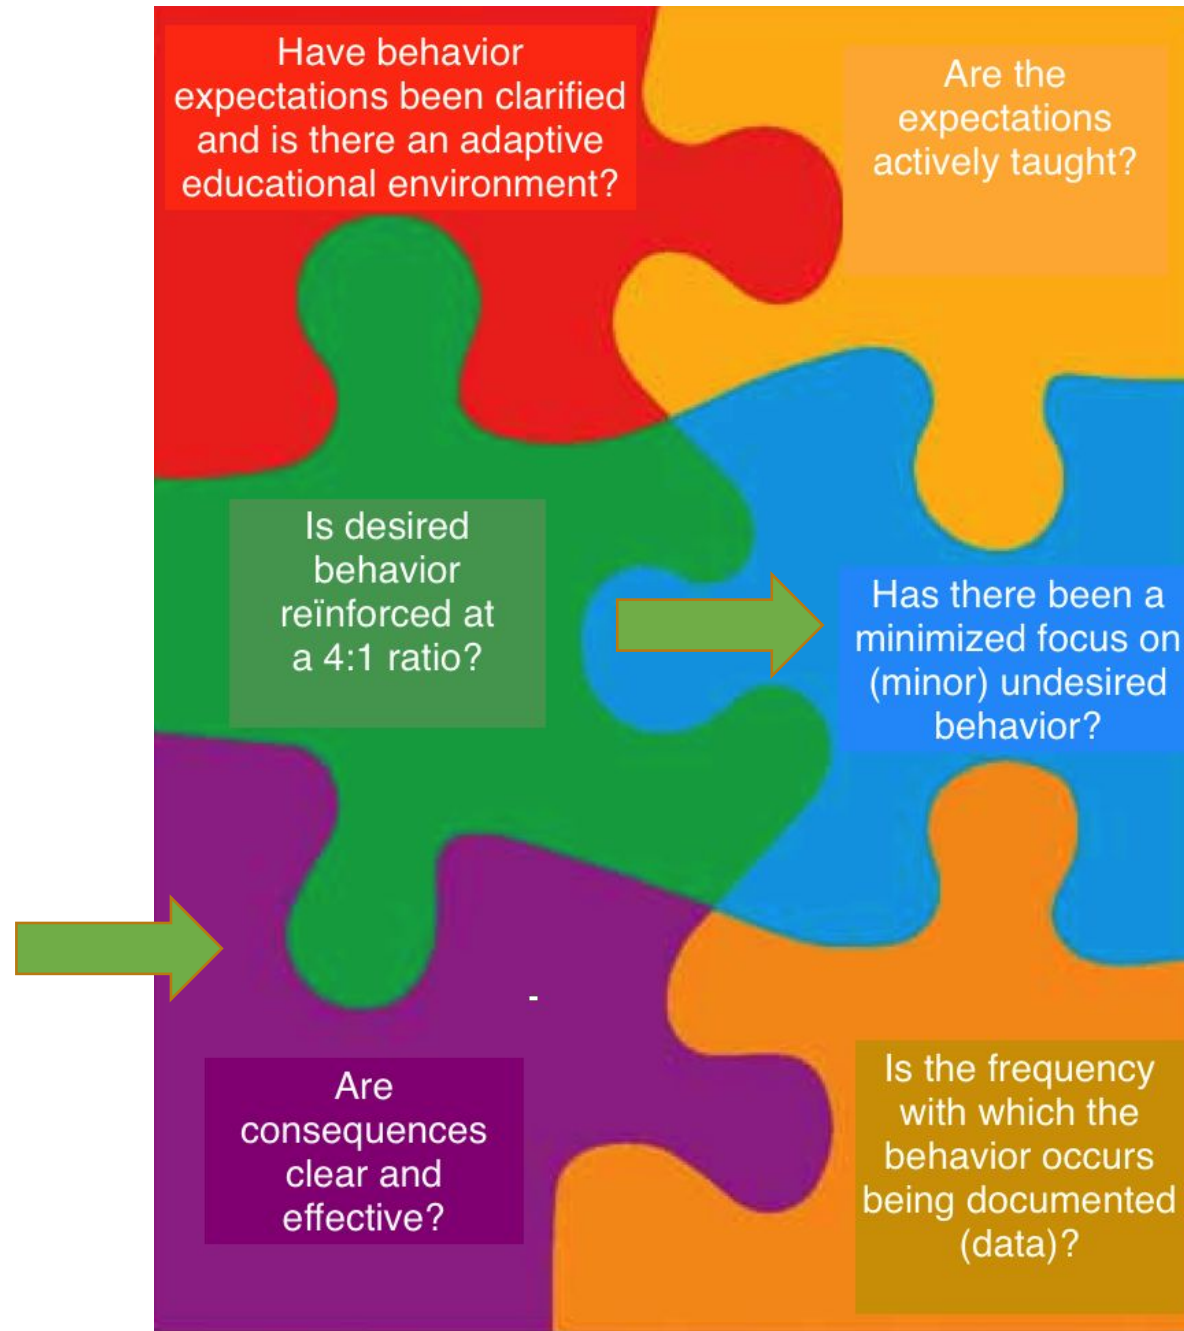 Have behavior
expectations been clarified
and is there an adaptive
educational environment?
Are the
expectations
actively taught?
Is desired
behavior
reïnforced at
a 4:1 ratio?
Has there been a
minimized focus on
(minor) undesired
behavior?
-
Are
consequences
clear and
effective?
Is the frequency
with which the
behavior occurs
being documented
(data)?